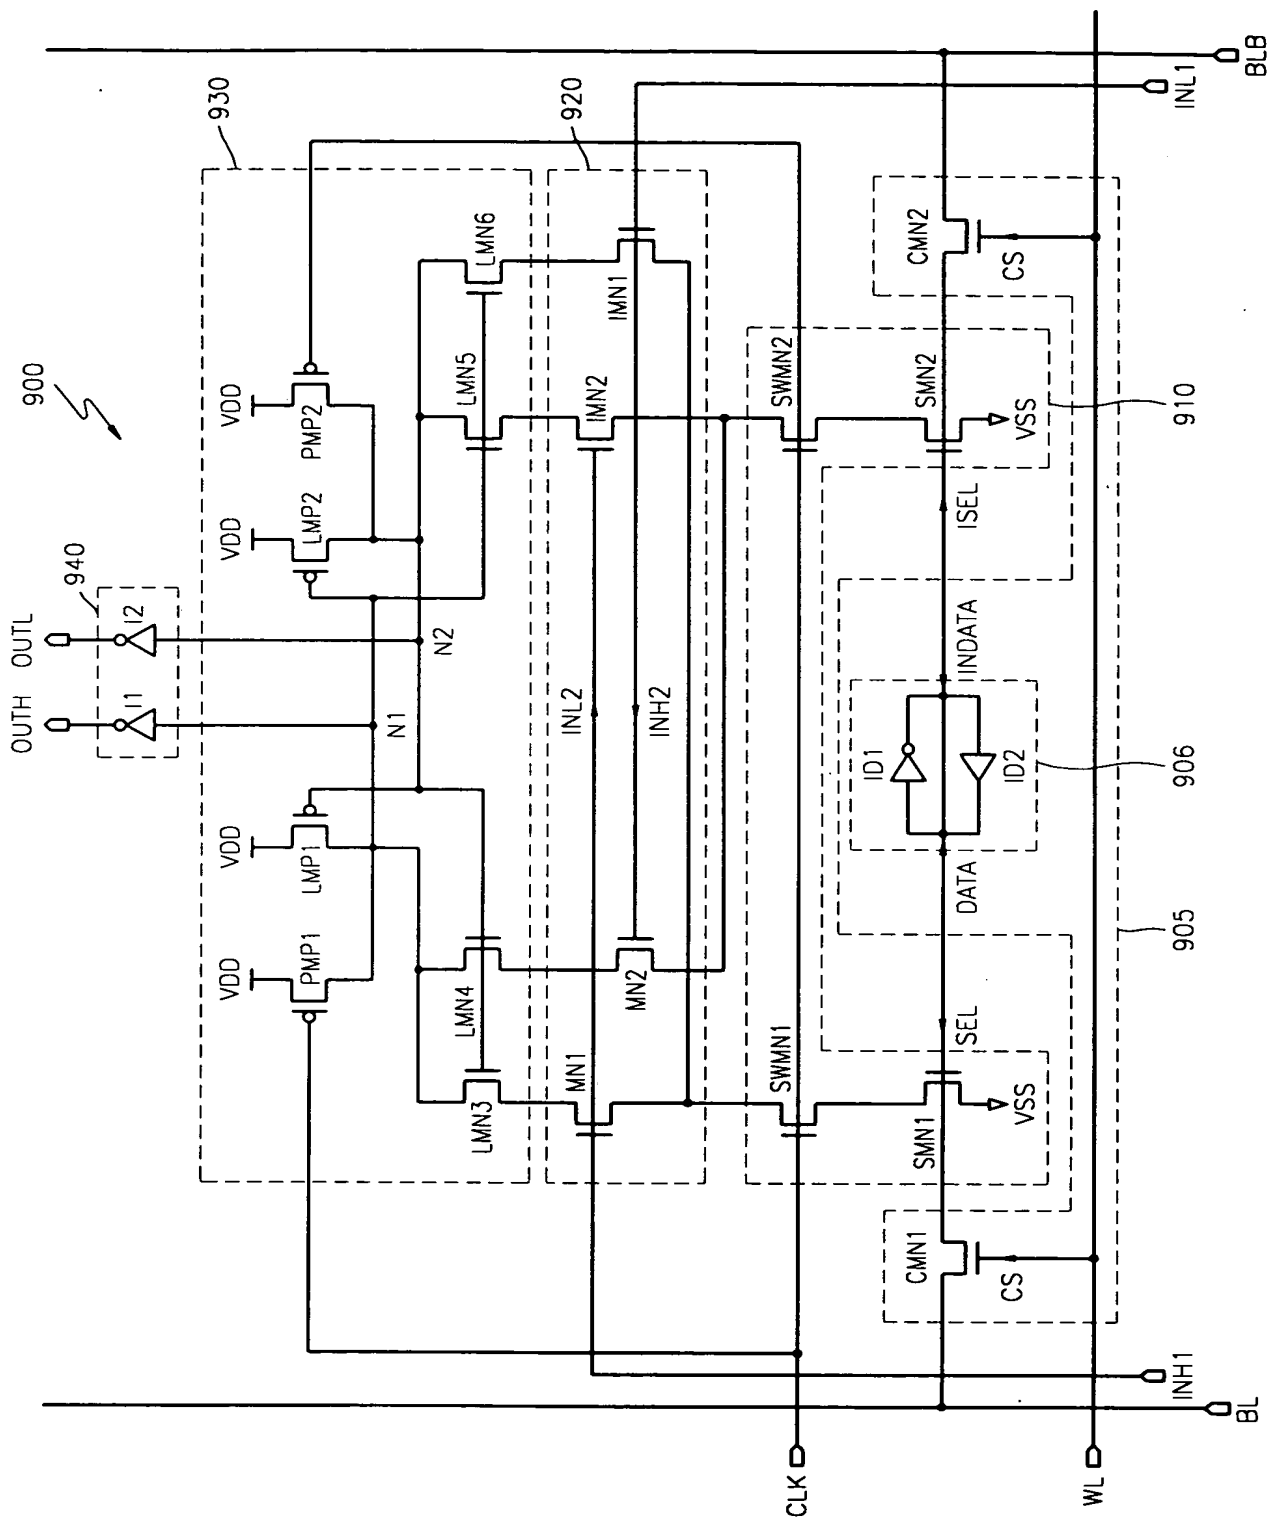 900
OUTH
OUTL
940
I1
I2
930
VDD
VDD
VDD
VDD
PMP1
LMP1
LMP2
PMP2
N1
N2
LMN3
LMN4
LMN5
LMN6
920
MN1
MN2
INL2
INH2
IMN2
IMN1
SWMN1
SWMN2
CLK
SMN1
SMN2
VSS
VSS
910
SEL
DATA
INDATA
ISEL
ID1
ID2
906
CMN1
CMN2
CS
CS
905
WL
BL
INH1
INL1
BLB